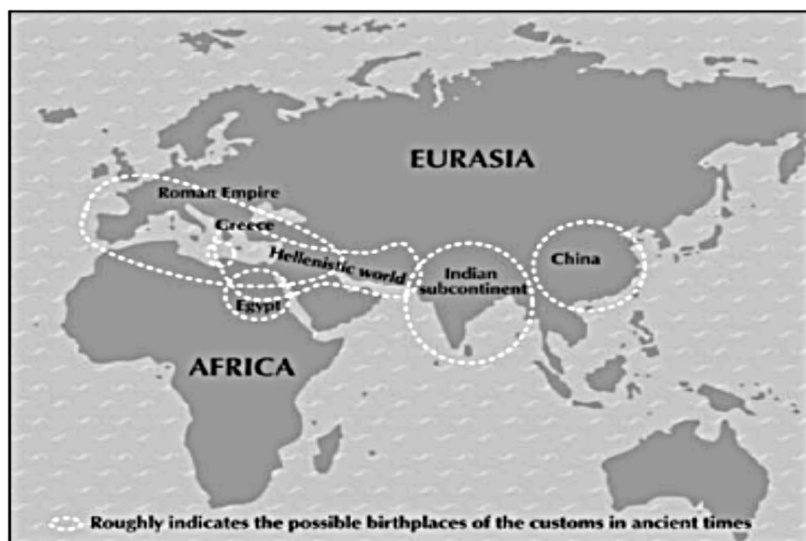 EURASIA
Roman Empire
Greece
Hellenistic world
Indian
subcontinent
China
Egypt
AFRICA
Roughly indicates the possible birthplaces of the customs in ancient times